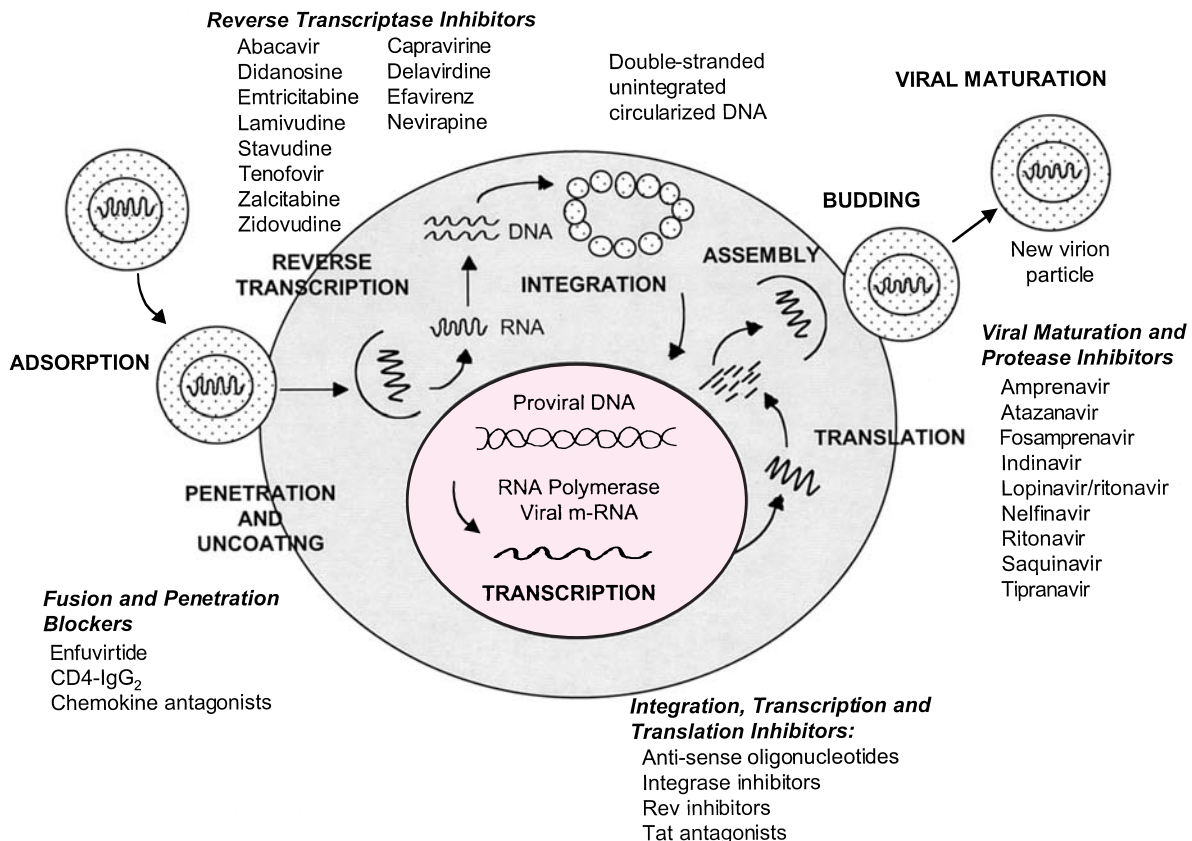 Reverse Transcriptase Inhibitors
Abacavir
Didanosine
Emtricitabine
Lamivudine
Stavudine
Tenofovir
Zalcitabine
Zidovudine
Capravirine
Delavirdine
Efavirenz
Nevirapine
Double-stranded
unintegrated
circularized DNA
VIRAL MATURATION
BUDDING
New virion
particle
DNA
REVERSE
TRANSCRIPTION
INTEGRATION
ASSEMBLY
RNA
ADSORPTION
Viral Maturation and
Protease Inhibitors
Amprenavir
Atazanavir
Fosamprenavir
Indinavir
Lopinavir/ritonavir
Nelfinavir
Ritonavir
Saquinavir
Tipranavir
Proviral DNA
TRANSLATION
RNA Polymerase
Viral m-RNA
TRANSCRIPTION
PENETRATION
AND
UNCOATING
Fusion and Penetration
Blockers
Enfuvirtide
CD4-IgG₂
Chemokine antagonists
Integration, Transcription and
Translation Inhibitors:
Anti-sense oligonucleotides
Integrase inhibitors
Rev inhibitors
Tat antagonists